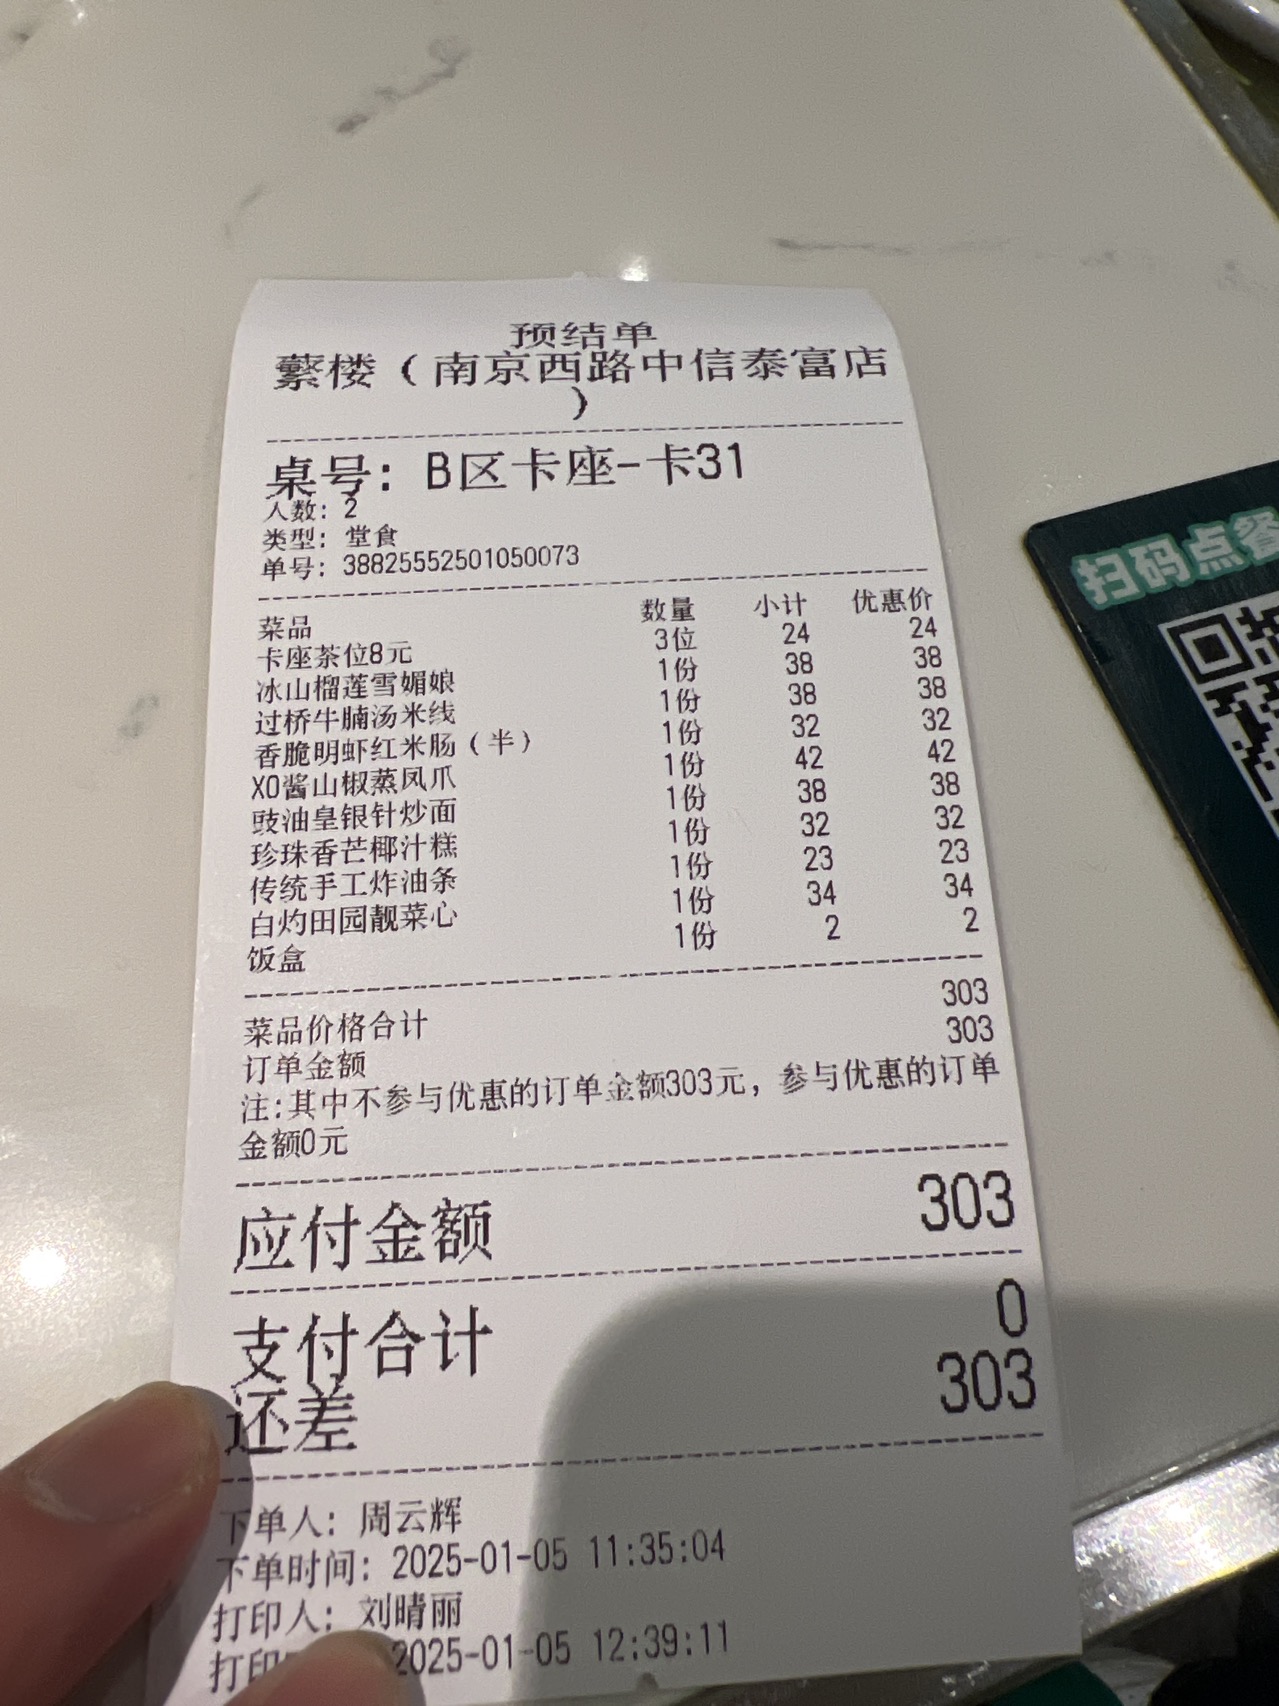 预结单
蘩楼（南京西路中信泰富店
）
桌号: B区卡座-卡31
人数: 2
类型: 堂食
单号: 38825552501050073
菜品 数量 小计 优惠价
卡座茶位8元 3位 24 24
冰山榴莲雪媚娘 1份 38 38
过桥牛腩汤米线 1份 38 38
香脆明虾红米肠（半） 1份 32 32
XO酱山椒蒸凤爪 1份 42 42
豉油皇银针炒面 1份 38 38
珍珠香芒椰汁糕 1份 32 32
传统手工炸油条 1份 23 23
白灼田园靓菜心 1份 34 34
饭盒 1份 2 2
菜品价格合计 303
订单金额 303
注:其中不参与优惠的订单金额303元，参与优惠的订单
金额0元
应付金额 303
支付合计 0
还差 303
下单人: 周云辉
下单时间: 2025-01-05 11:35:04
打印人: 刘晴丽
打印 2025-01-05 12:39:11
扫码点餐